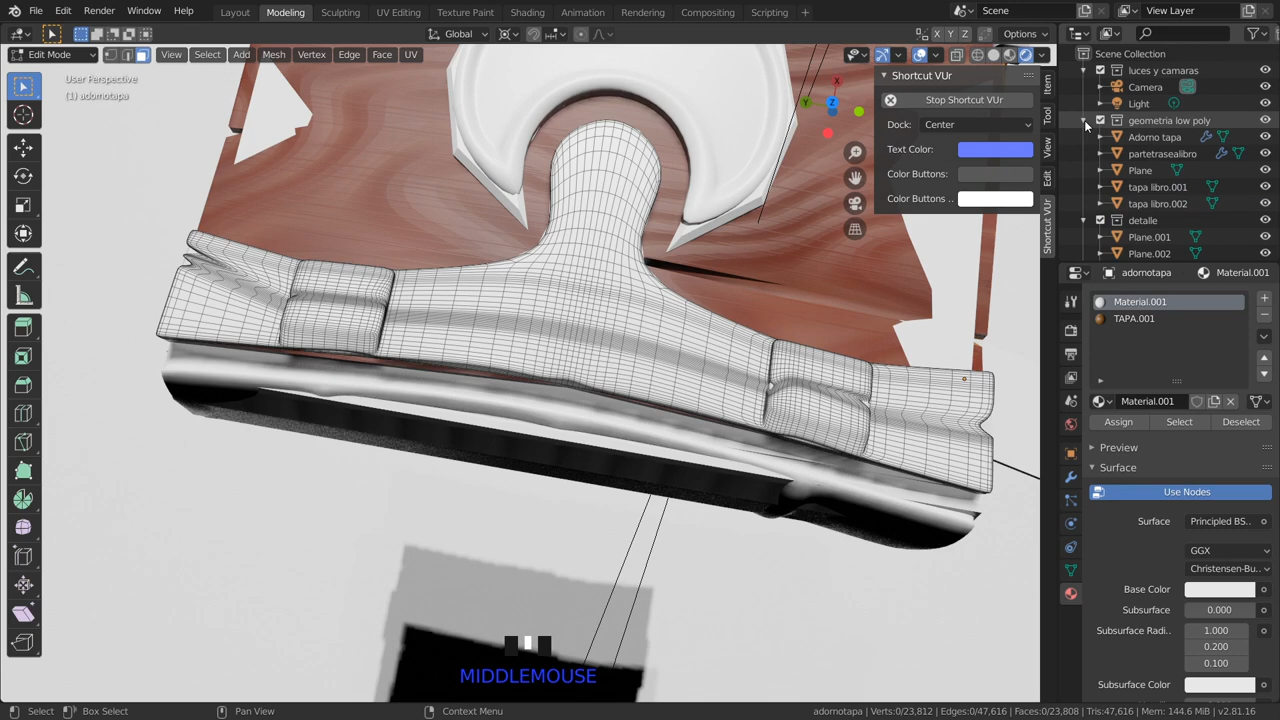 File Edit Render Window Help Layout Modeling Sculpting UV Editing Texture Paint Shading Animation Rendering Compositing Scripting + Scene View Layer
Global X Y Z Options
Edit Mode View Select Add Mesh Vertex Edge Face UV
User Perspective
(1) adomotapa
X
Y
Z
Shortcut VUr
Stop Shortcut VUr
Dock: Center
Text Color:
Color Buttons:
Color Buttons ..
Item
Tool
View
Edit
Shortcut VUr
Scene Collection
luces y camaras
Camera
Light
geometria low poly
Adorno tapa
partetrasealibro
Plane
tapa libro.001
tapa libro.002
detalle
Plane.001
Plane.002
adornotapa Material.001
Material.001
TAPA.001
Material.001
Assign Select Deselect
Preview
Surface
Use Nodes
Surface Principled BS..
GGX
Christensen-Bu..
Base Color
Subsurface 0.000
Subsurface Radi.. 1.000
0.200
0.100
Subsurface Color
MIDDLEMOUSE
Select Box Select Pan View Context Menu adornotapa | Verts:0/23,812 | Edges:0/47,616 | Faces:0/23,808 | Tris:47,616 | Mem: 144.6 MiB | v2.81.16